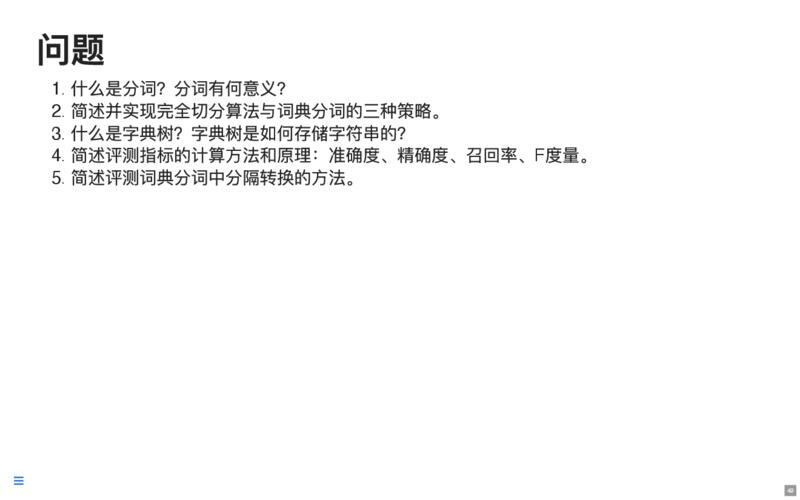 问题
1. 什么是分词？分词有何意义？
2. 简述并实现完全切分算法与词典分词的三种策略。
3. 什么是字典树？字典树是如何存储字符串的？
4. 简述评测指标的计算方法和原理：准确度、精确度、召回率、F度量。
5. 简述评测词典分词中分隔转换的方法。